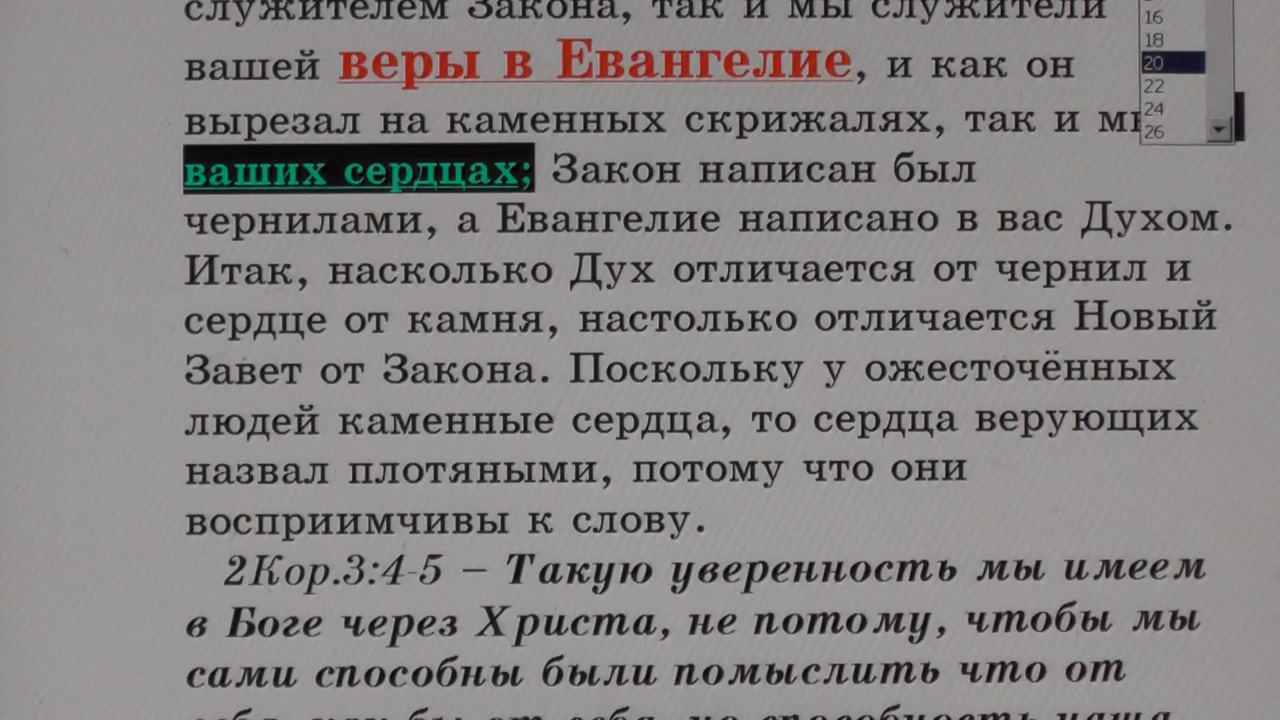 служителем Закона, так и мы служители
вашей веры в Евангелие, и как он
вырезал на каменных скрижалях, так и
ваших сердцах; Закон написан был
чернилами, а Евангелие написано в вас Духом.
Итак, насколько Дух отличается от чернил и
сердце от камня, настолько отличается Новый
Завет от Закона. Поскольку у ожесточённых
людей каменные сердца, то сердца верующих
назвал плотяными, потому что они
восприимчивы к слову.
2Кор.3:4-5 – Такую уверенность мы имеем
в Боге через Христа, не потому, чтобы мы
сами способны были помыслить что от
16
18
20
22
24
26